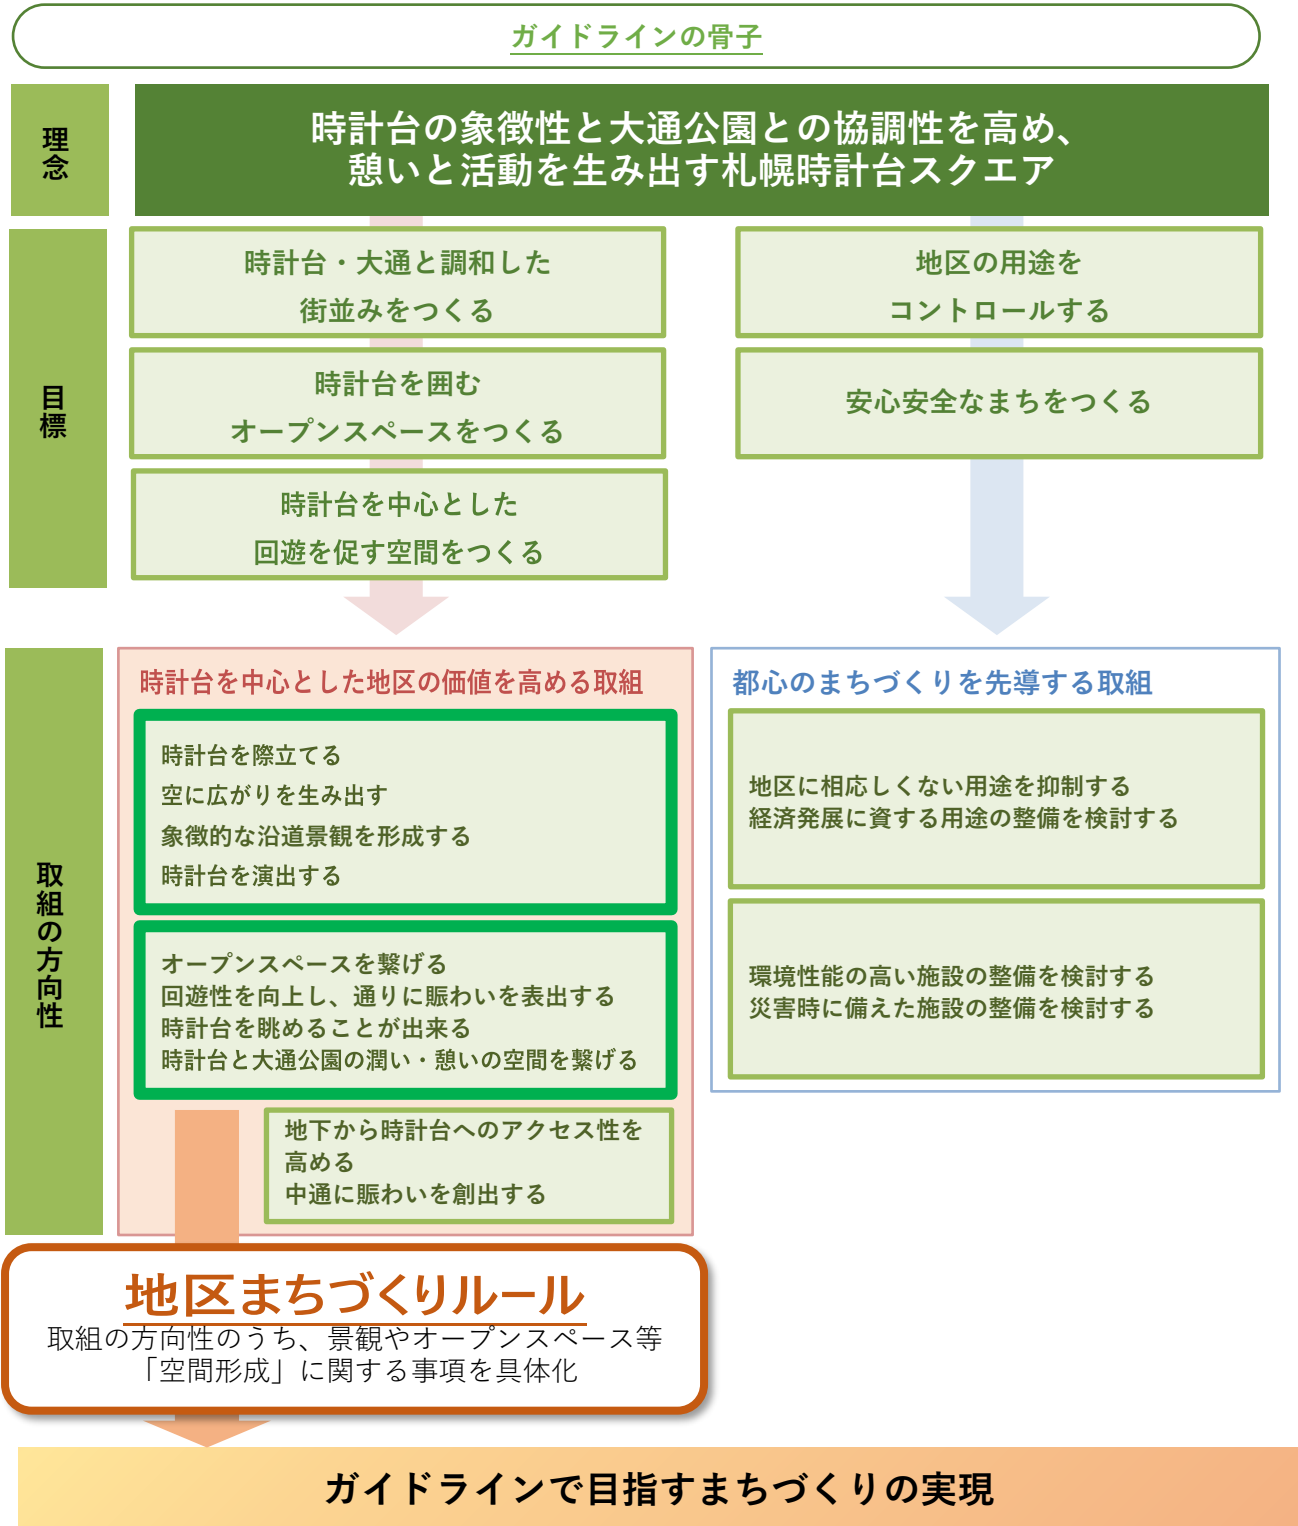 ガイドラインの骨子
理念
時計台の象徴性と大通公園との協調性を高め、
憩いと活動を生み出す札幌時計台スクエア
目標
時計台・大通と調和した
街並みをつくる
時計台を囲む
オープンスペースをつくる
時計台を中心とした
回遊を促す空間をつくる
地区の用途を
コントロールする
安心安全なまちをつくる
取組の方向性
時計台を中心とした地区の価値を高める取組
時計台を際立てる
空に広がりを生み出す
象徴的な沿道景観を形成する
時計台を演出する
オープンスペースを繋げる
回遊性を向上し、通りに賑わいを表出する
時計台を眺めることが出来る
時計台と大通公園の潤い・憩いの空間を繋げる
地下から時計台へのアクセス性を
高める
中通に賑わいを創出する
都心のまちづくりを先導する取組
地区に相応しくない用途を抑制する
経済発展に資する用途の整備を検討する
環境性能の高い施設の整備を検討する
災害時に備えた施設の整備を検討する
地区まちづくりルール
取組の方向性のうち、景観やオープンスペース等
「空間形成」に関する事項を具体化
ガイドラインで目指すまちづくりの実現